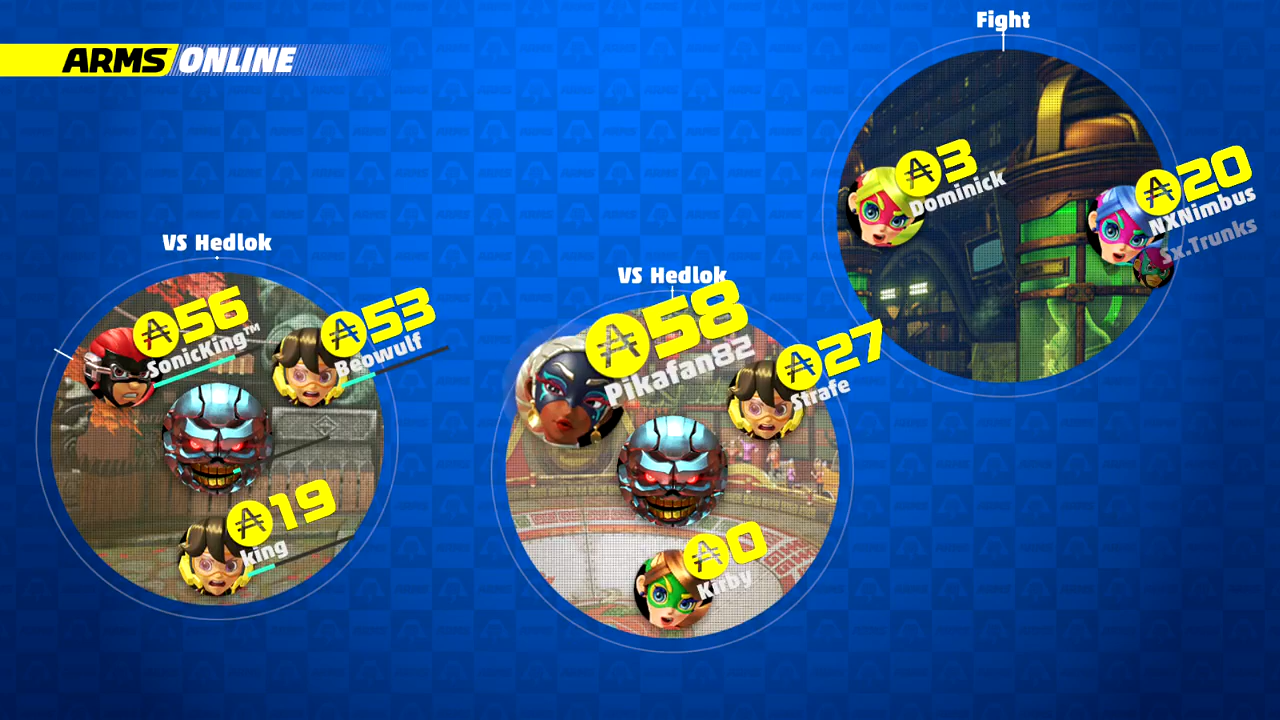 ARMS ONLINE
VS Hedlok
56
SonicKing™
53
Beowulf
19
king
VS Hedlok
58
Pikafan82
27
Strafe
0
Kirby
Fight
3
Dominick
20
NXNimbus
Sx.Trunks